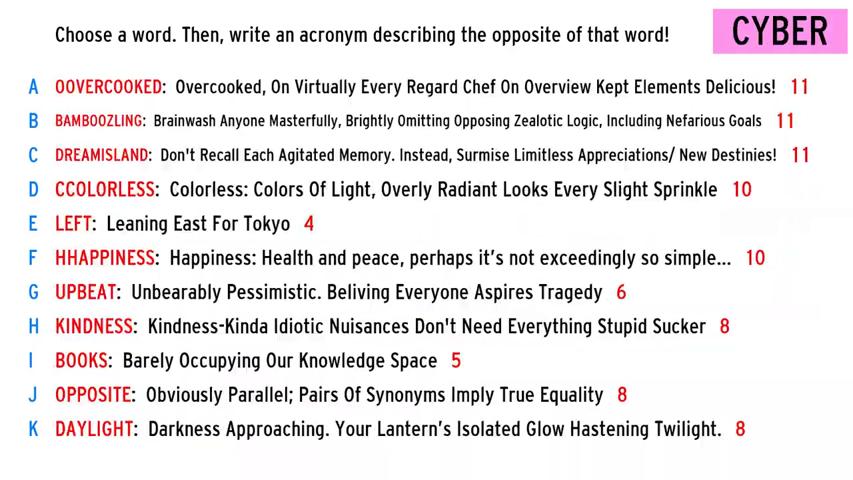 Choose a word. Then, write an acronym describing the opposite of that word!
CYBER
A OOVERCOOKED: Overcooked, On Virtually Every Regard Chef On Overview Kept Elements Delicious! 11
B BAMBOOZLING: Brainwash Anyone Masterfully, Brightly Omitting Opposing Zealotic Logic, Including Nefarious Goals 11
C DREAMISLAND: Don't Recall Each Agitated Memory. Instead, Surmise Limitless Appreciations/ New Destinies! 11
D CCOLORLESS: Colorless: Colors Of Light, Overly Radiant Looks Every Slight Sprinkle 10
E LEFT: Leaning East For Tokyo 4
F HHAPPINESS: Happiness: Health and peace, perhaps it's not exceedingly so simple... 10
G UPBEAT: Unbearably Pessimistic. Beliving Everyone Aspires Tragedy 6
H KINDNESS: Kindness-Kinda Idiotic Nuisances Don't Need Everything Stupid Sucker 8
I BOOKS: Barely Occupying Our Knowledge Space 5
J OPPOSITE: Obviously Parallel; Pairs Of Synonyms Imply True Equality 8
K DAYLIGHT: Darkness Approaching. Your Lantern's Isolated Glow Hastening Twilight. 8